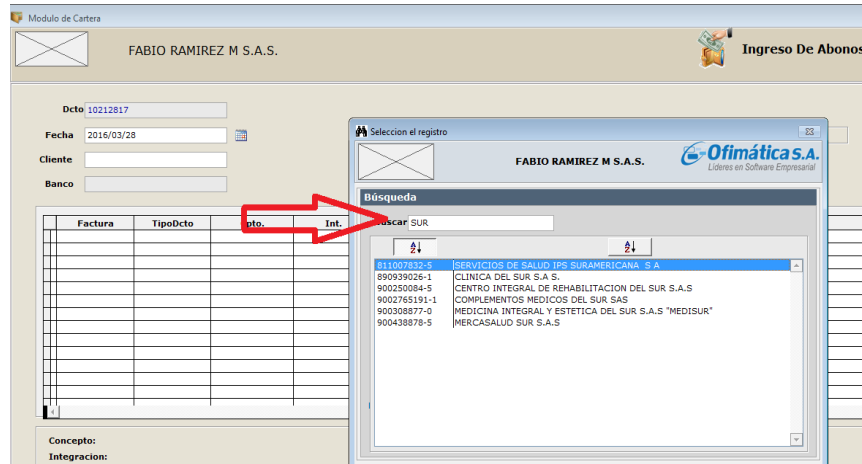 Modulo de Cartera
FABIO RAMIREZ M S.A.S.
Ingreso De Abonos
Dcto 10212817
Fecha 2016/03/28
Cliente
Banco
Factura TipoDcto pto. Int.
Concepto:
Integracion:
Seleccion el registro
FABIO RAMIREZ M S.A.S.
Ofimática S.A.
Líderes en Software Empresarial
Búsqueda
uscar SUR
811007832-5 SERVICIOS DE SALUD IPS SURAMERICANA S A
890939026-1 CLINICA DEL SUR S.A S.
900250084-5 CENTRO INTEGRAL DE REHABILITACION DEL SUR S.A.S
9002765191-1 COMPLEMENTOS MEDICOS DEL SUR SAS
900308877-0 MEDICINA INTEGRAL Y ESTETICA DEL SUR S.A.S "MEDISUR"
900438878-5 MERCASALUD SUR S.A.S